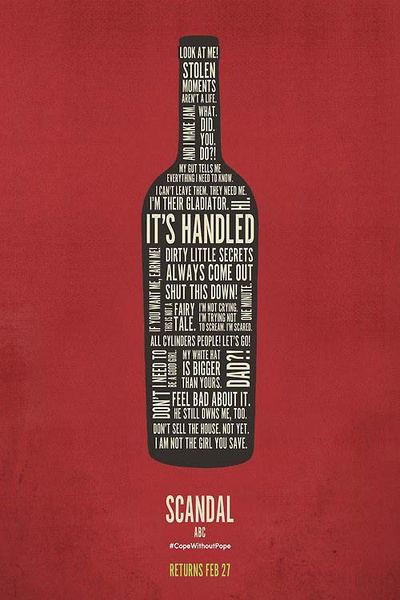 LOOK AT ME!
STOLEN
MOMENTS
AREN'T A LIFE.
AND I MAKE JAM.
WHAT.
DID.
YOU.
DO?!
MY GUT TELLS ME
EVERYTHING I NEED TO KNOW.
I CAN'T LEAVE THEM. THEY NEED ME.
I'M THEIR GLADIATOR.
HI.
IT'S HANDLED
IF YOU WANT ME, EARN ME!
DIRTY LITTLE SECRETS
ALWAYS COME OUT
SHUT THIS DOWN!
THIS IS NOT A
FAIRY
TALE.
I'M NOT CRYING.
I'M TRYING NOT
TO SCREAM. I'M SCARED.
ONE MINUTE.
ALL CYLINDERS PEOPLE! LET'S GO!
DON'T I NEED TO
BE A GOOD GIRL.
MY WHITE HAT
IS BIGGER
THAN YOURS.
DAD?!
FEEL BAD ABOUT IT.
HE STILL OWNS ME, TOO.
DON'T SELL THE HOUSE. NOT YET.
I AM NOT THE GIRL YOU SAVE.
SCANDAL
ABC
#CopeWithoutPope
RETURNS FEB 27